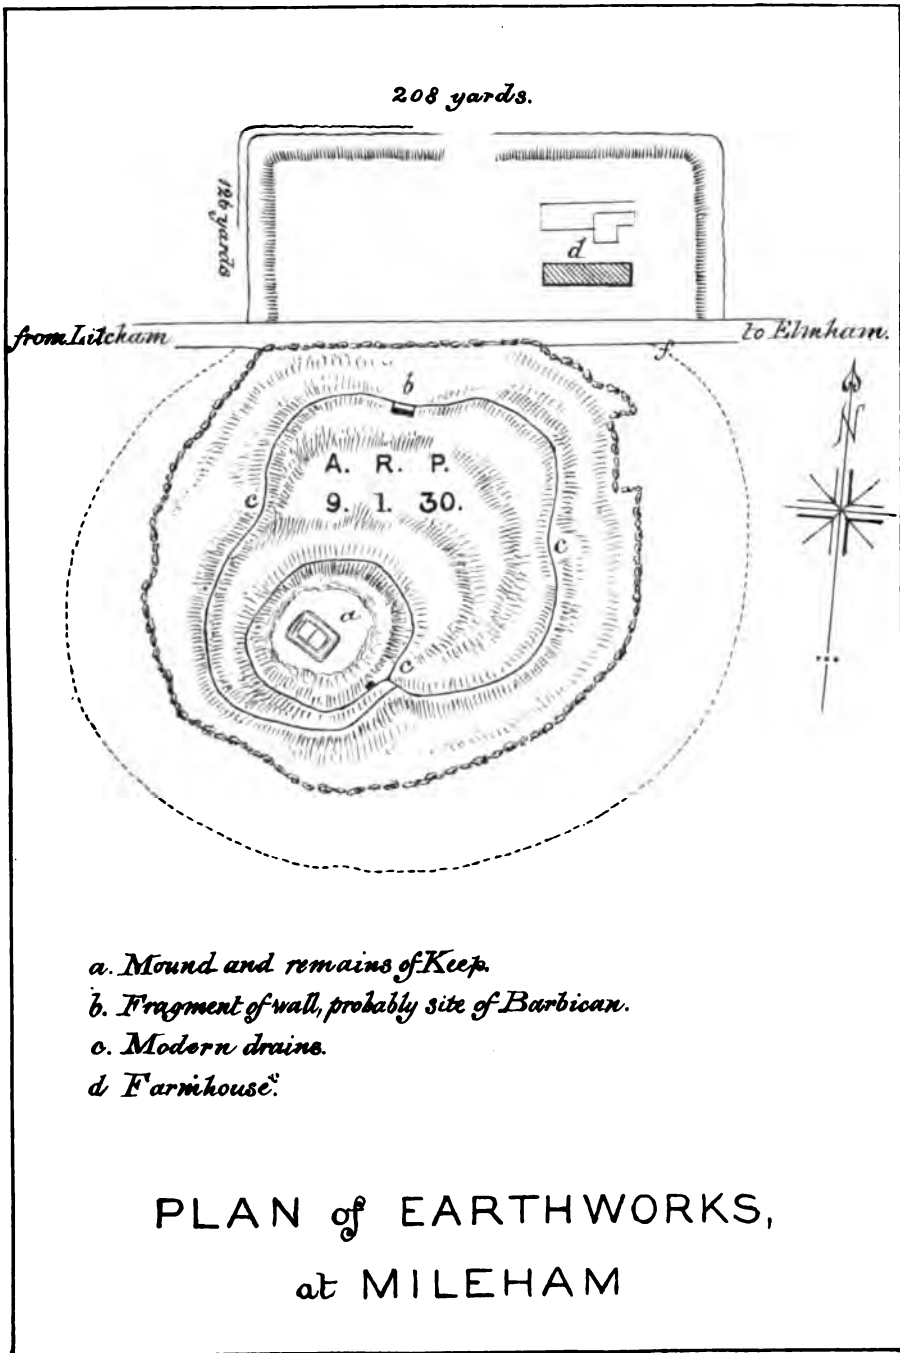 208 yards.
126 yards
d
from Litcham
to Elmham.
f
b
N
A. R. P.
c
9. 1. 30.
c
a
c
a. Mound and remains of Keep.
b. Fragment of wall, probably site of Barbican.
c. Modern drains.
d Farmhouse.
PLAN of EARTHWORKS,
at MILEHAM